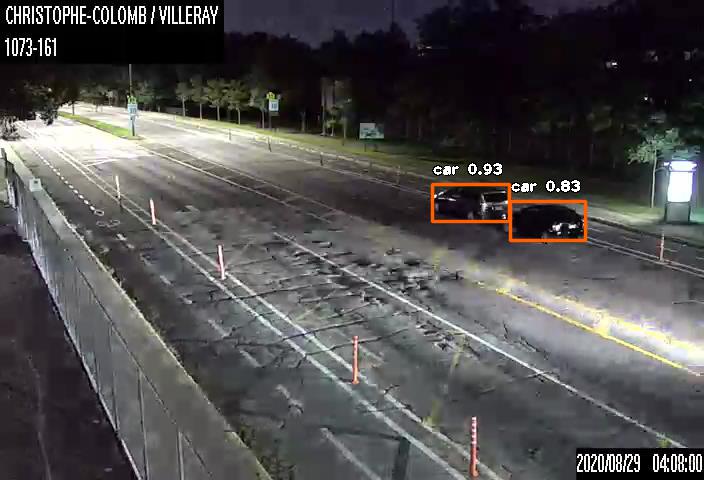 CHRISTOPHE-COLOMB / VILLERAY
1073-161
car 0.93
car 0.83
2020/08/29 04:08:00